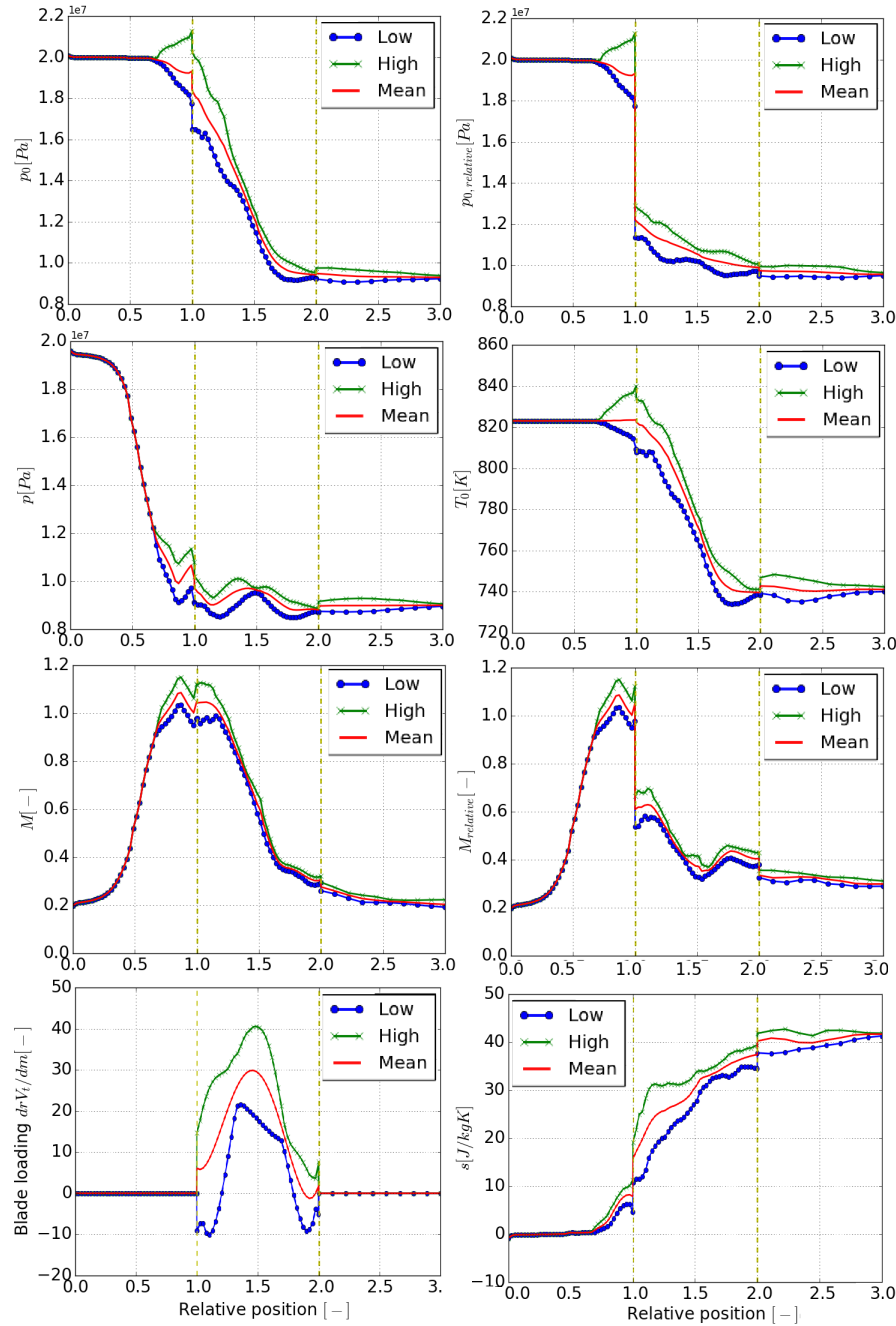 1e7
2.2
2.0
1.8
1.6
1.4
1.2
1.0
0.8
p₀[Pa]
Low
High
Mean
0.0 0.5 1.0 1.5 2.0 2.5 3.0
1e7
2.2
2.0
1.8
1.6
1.4
1.2
1.0
0.8
p₀,relative[Pa]
Low
High
Mean
0.0 0.5 1.0 1.5 2.0 2.5 3.0
1e7
2.0
1.8
1.6
1.4
1.2
1.0
0.8
p[Pa]
Low
High
Mean
0.0 0.5 1.0 1.5 2.0 2.5 3.0
860
840
820
800
780
760
740
720
T₀[K]
Low
High
Mean
0.0 0.5 1.0 1.5 2.0 2.5 3.0
1.2
1.0
0.8
0.6
0.4
0.2
0.0
M[−]
Low
High
Mean
0.0 0.5 1.0 1.5 2.0 2.5 3.0
1.2
1.0
0.8
0.6
0.4
0.2
0.0
M_relative[−]
Low
High
Mean
0.0 0.5 1.0 1.5 2.0 2.5 3.0
50
40
30
20
10
0
−10
−20
Blade loading drVₜ/dm[−]
Low
High
Mean
0.0 0.5 1.0 1.5 2.0 2.5 3.0
Relative position [−]
50
40
30
20
10
0
−10
s[J/kgK]
Low
High
Mean
0.0 0.5 1.0 1.5 2.0 2.5 3.0
Relative position [−]